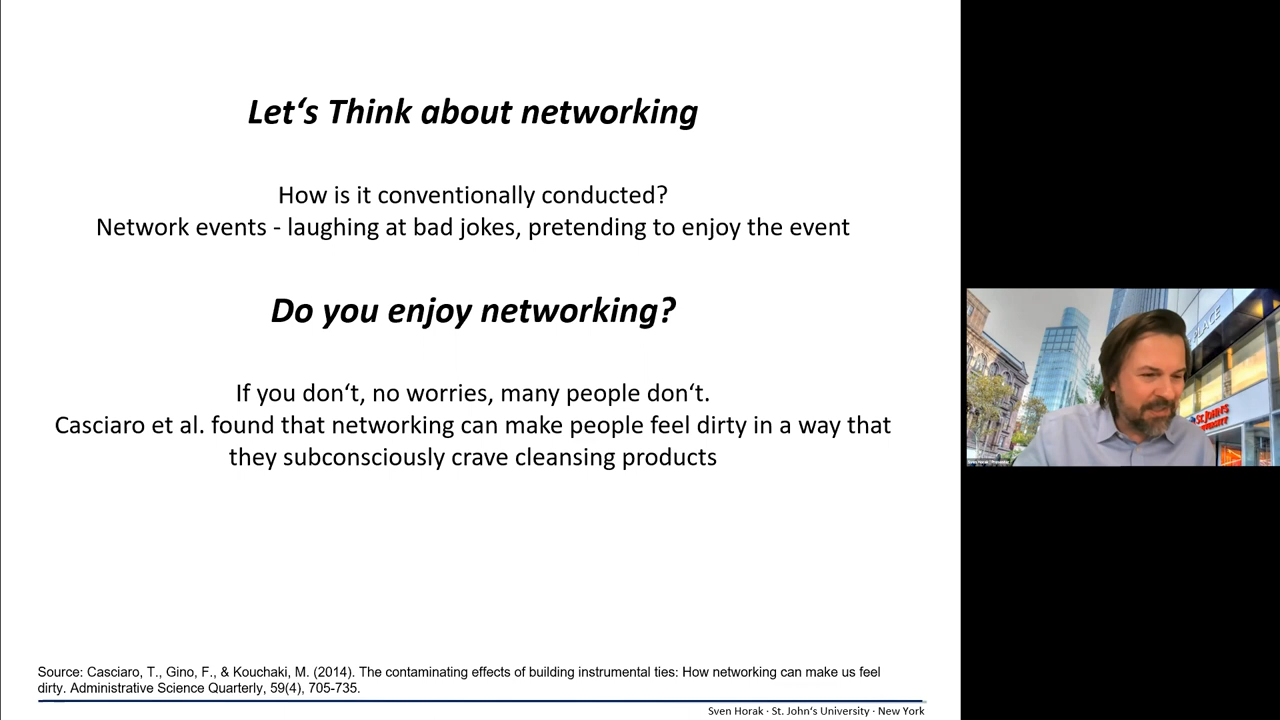 Let‘s Think about networking
How is it conventionally conducted?
Network events - laughing at bad jokes, pretending to enjoy the event
Do you enjoy networking?
If you don‘t, no worries, many people don‘t.
Casciaro et al. found that networking can make people feel dirty in a way that
they subconsciously crave cleansing products
Source: Casciaro, T., Gino, F., & Kouchaki, M. (2014). The contaminating effects of building instrumental ties: How networking can make us feel
dirty. Administrative Science Quarterly, 59(4), 705-735.
Sven Horak · St. John‘s University · New York
PLACE
ST. JOHN'S